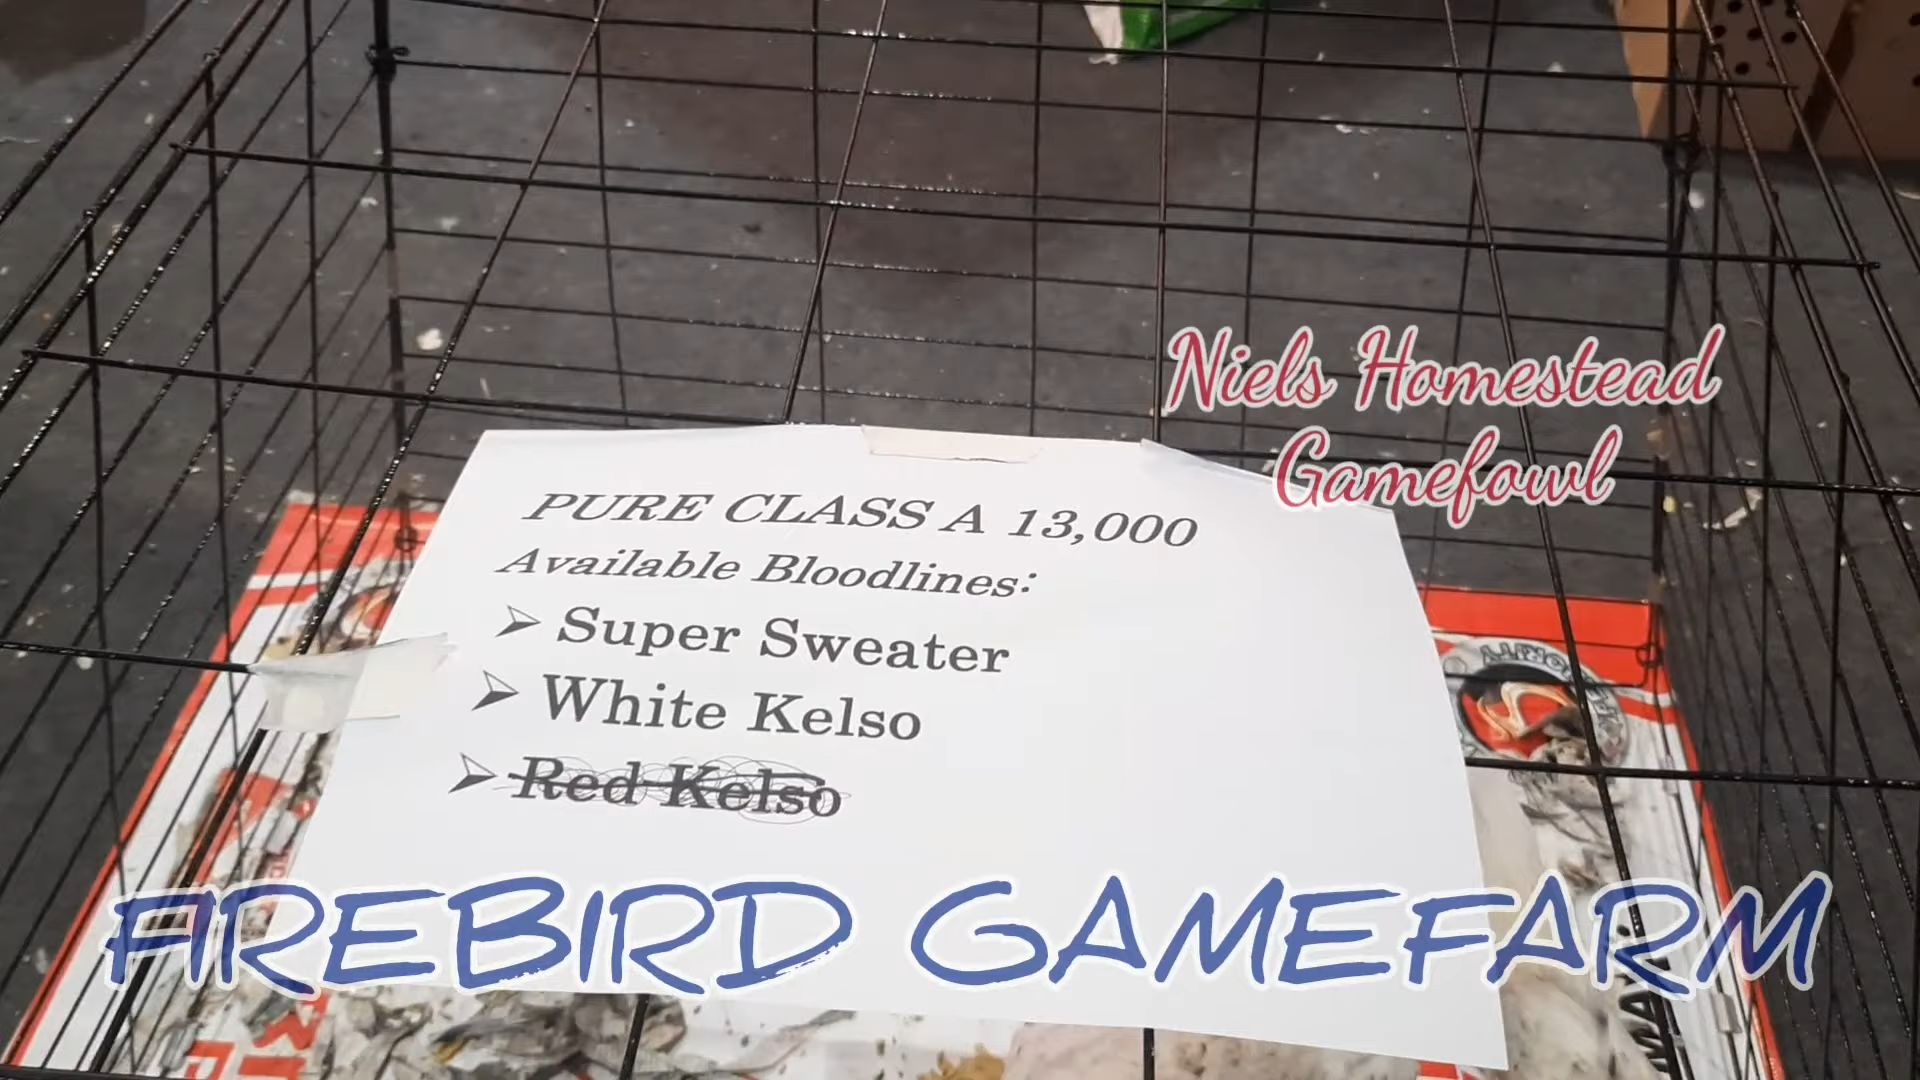 Niels Homestead
Gamefowl
PURE CLASS A 13,000
Available Bloodlines:
➢ Super Sweater
➢ White Kelso
➢ Red Kelso
FIREBIRD GAMEFARM